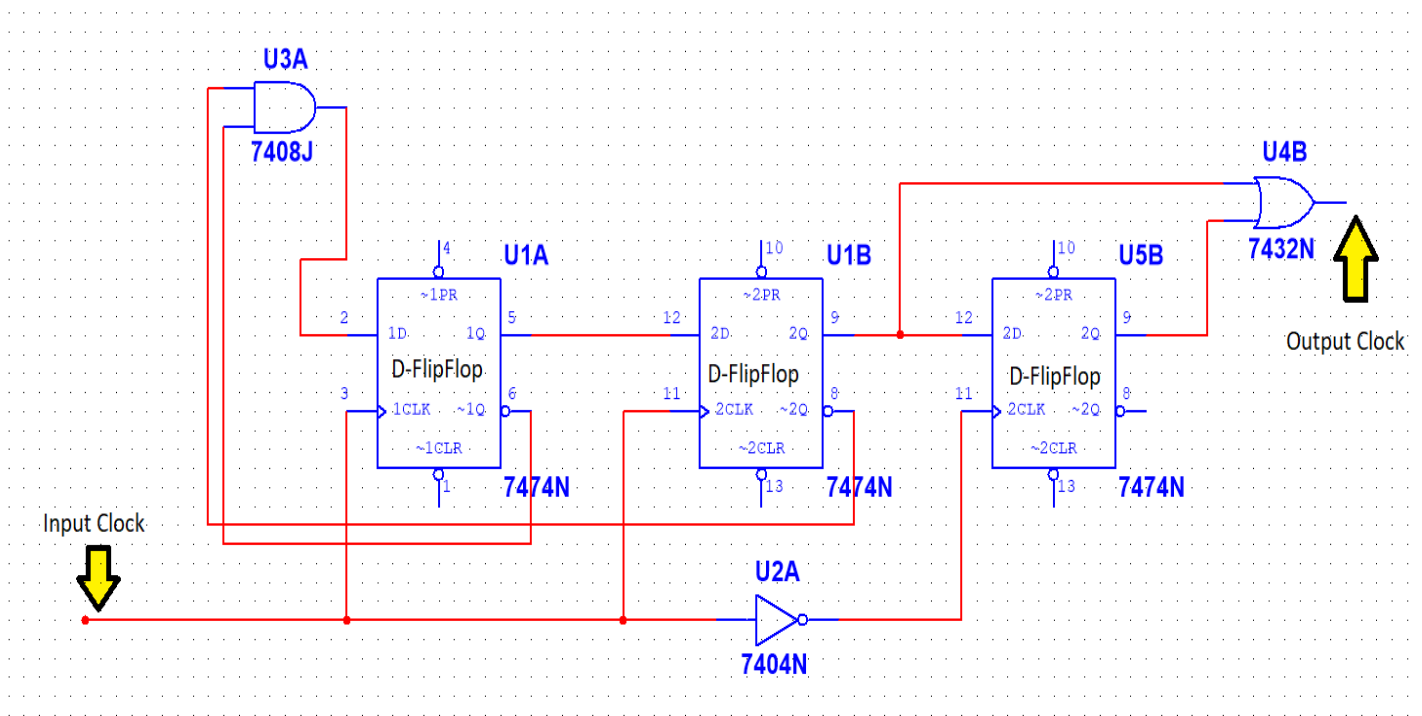 U3A
7408J
U4B
7432N
Output Clock
4
U1A
~1PR
2
1D
1Q
5
D-FlipFlop
3
1CLK
~1Q
6
~1CLR
1
7474N
10
U1B
~2PR
12
2D
2Q
9
D-FlipFlop
11
2CLK
~2Q
8
~2CLR
13
7474N
10
U5B
~2PR
12
2D
2Q
9
D-FlipFlop
11
2CLK
~2Q
8
~2CLR
13
7474N
Input Clock
U2A
7404N